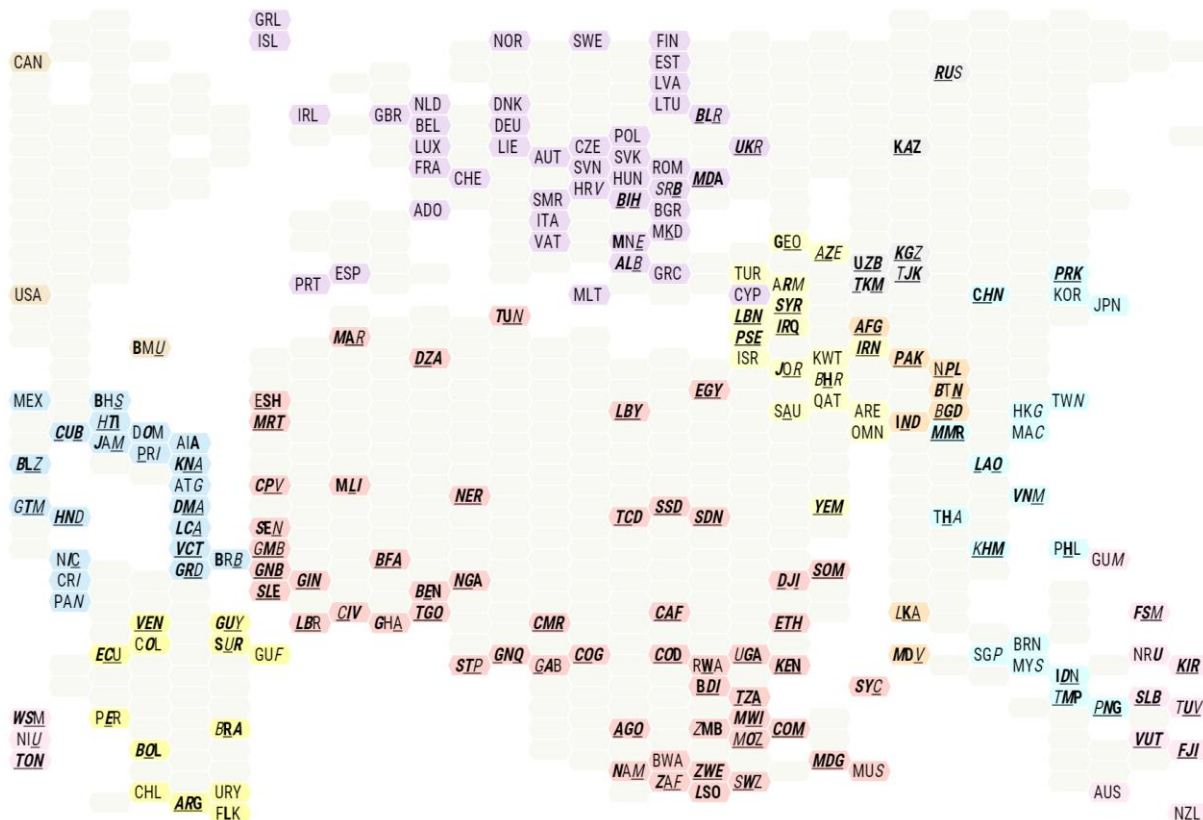 GRL
ISL NOR SWE FIN
CAN EST
RUS
LVA
NLD DNK LTU
IRL GBR BEL DEU BLR
POL
LUX LIE CZE UKR KAZ
AUT SVK
FRA SVN ROM
CHE HUN MDA
HRV SRB
SMR BIH
ADO ITA BGR
MKD
VAT MNE GEO
AZE KGZ
ALB UZB
PRT ESP GRC TUR TJK PRK
ARM TKM
USA MLT CYP CHN KOR
SYR JPN
TUN LBN
IRQ AFG
MAR PSE
BMU IRN
DZA ISR KWT PAK
JOR NPL
BHR
EGY BTN
MEX BHS ESH QAT TWN
LBY SAU ARE BGD HKG
HTI MRT IND
CUB DOM OMN MMR MAC
JAM AIA
PRI
BLZ KNA LAO
ATG CPV MLI
NER VNM
GTM DMA SSD YEM
HND TCD SDN THA
LCA SEN
VCT GMB KHM PHL
NIC BRB BFA GUM
GRD GNB SOM
CRI GIN NGA DJI
SLE BEN
PAN
CIV TGO CAF LKA FSM
VEN GUY LBR GHA CMR ETH
COL SUR BRN
ECU GUF GNQ COG COD UGA MDV SGP NRU
STP GAB RWA KEN MYS KIR
IDN
BDI SYC
TZA TMP SLB
PNG TUV
WSM PER MWI
BRA AGO ZMB COM
NIU MOZ VUT
BOL FJI
TON BWA MDG
NAM ZWE MUS
ZAF SWZ
CHL URY LSO AUS
ARG
FLK NZL